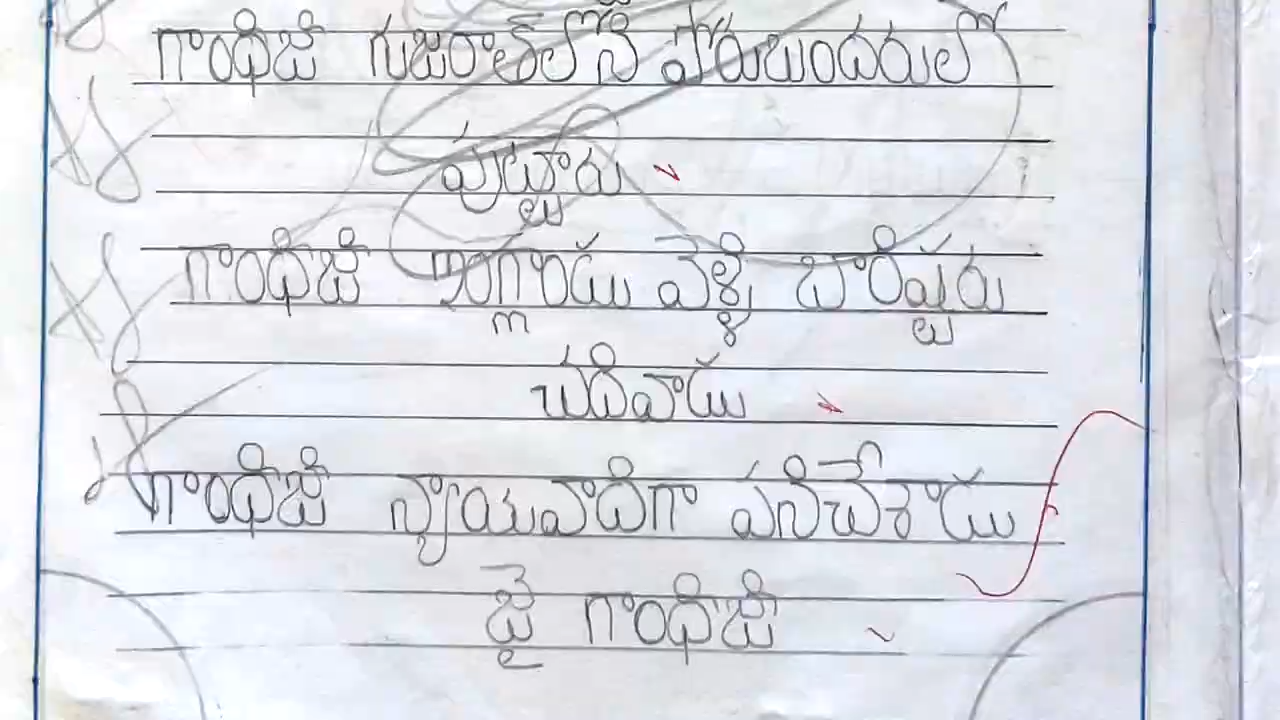 గాంధీజీ గుజరాత్‌లోని పోరుబందరులో
పుట్టారు
గాంధీజీ ఇంగ్లాండు వెళ్ళి బారిష్టరు
చదివాడు
గాంధీజీ న్యాయవాదిగా పనిచేశాడు
జై గాంధీజీ